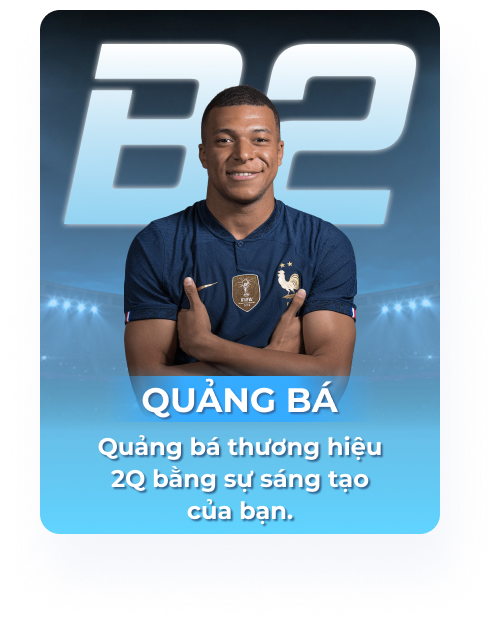 B2
QUẢNG BÁ
Quảng bá thương hiệu
2Q bằng sự sáng tạo
của bạn.